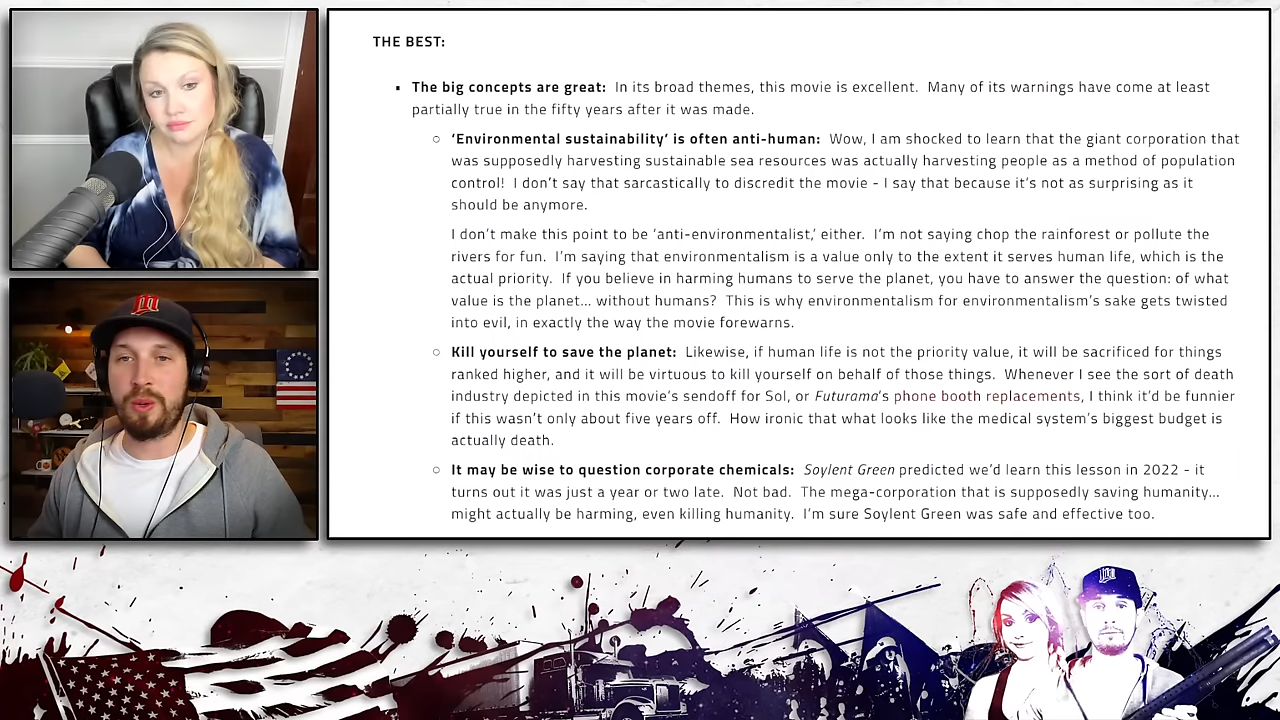 THE BEST:
▪ The big concepts are great: In its broad themes, this movie is excellent. Many of its warnings have come at least
partially true in the fifty years after it was made.
○ ‘Environmental sustainability’ is often anti-human: Wow, I am shocked to learn that the giant corporation that
was supposedly harvesting sustainable sea resources was actually harvesting people as a method of population
control! I don’t say that sarcastically to discredit the movie - I say that because it’s not as surprising as it
should be anymore.
I don’t make this point to be ‘anti-environmentalist,’ either. I’m not saying chop the rainforest or pollute the
rivers for fun. I’m saying that environmentalism is a value only to the extent it serves human life, which is the
actual priority. If you believe in harming humans to serve the planet, you have to answer the question: of what
value is the planet... without humans? This is why environmentalism for environmentalism’s sake gets twisted
into evil, in exactly the way the movie forewarns.
○ Kill yourself to save the planet: Likewise, if human life is not the priority value, it will be sacrificed for things
ranked higher, and it will be virtuous to kill yourself on behalf of those things. Whenever I see the sort of death
industry depicted in this movie’s sendoff for Sol, or Futurama’s phone booth replacements, I think it’d be funnier
if this wasn’t only about five years off. How ironic that what looks like the medical system’s biggest budget is
actually death.
○ It may be wise to question corporate chemicals: Soylent Green predicted we’d learn this lesson in 2022 - it
turns out it was just a year or two late. Not bad. The mega-corporation that is supposedly saving humanity...
might actually be harming, even killing humanity. I’m sure Soylent Green was safe and effective too.